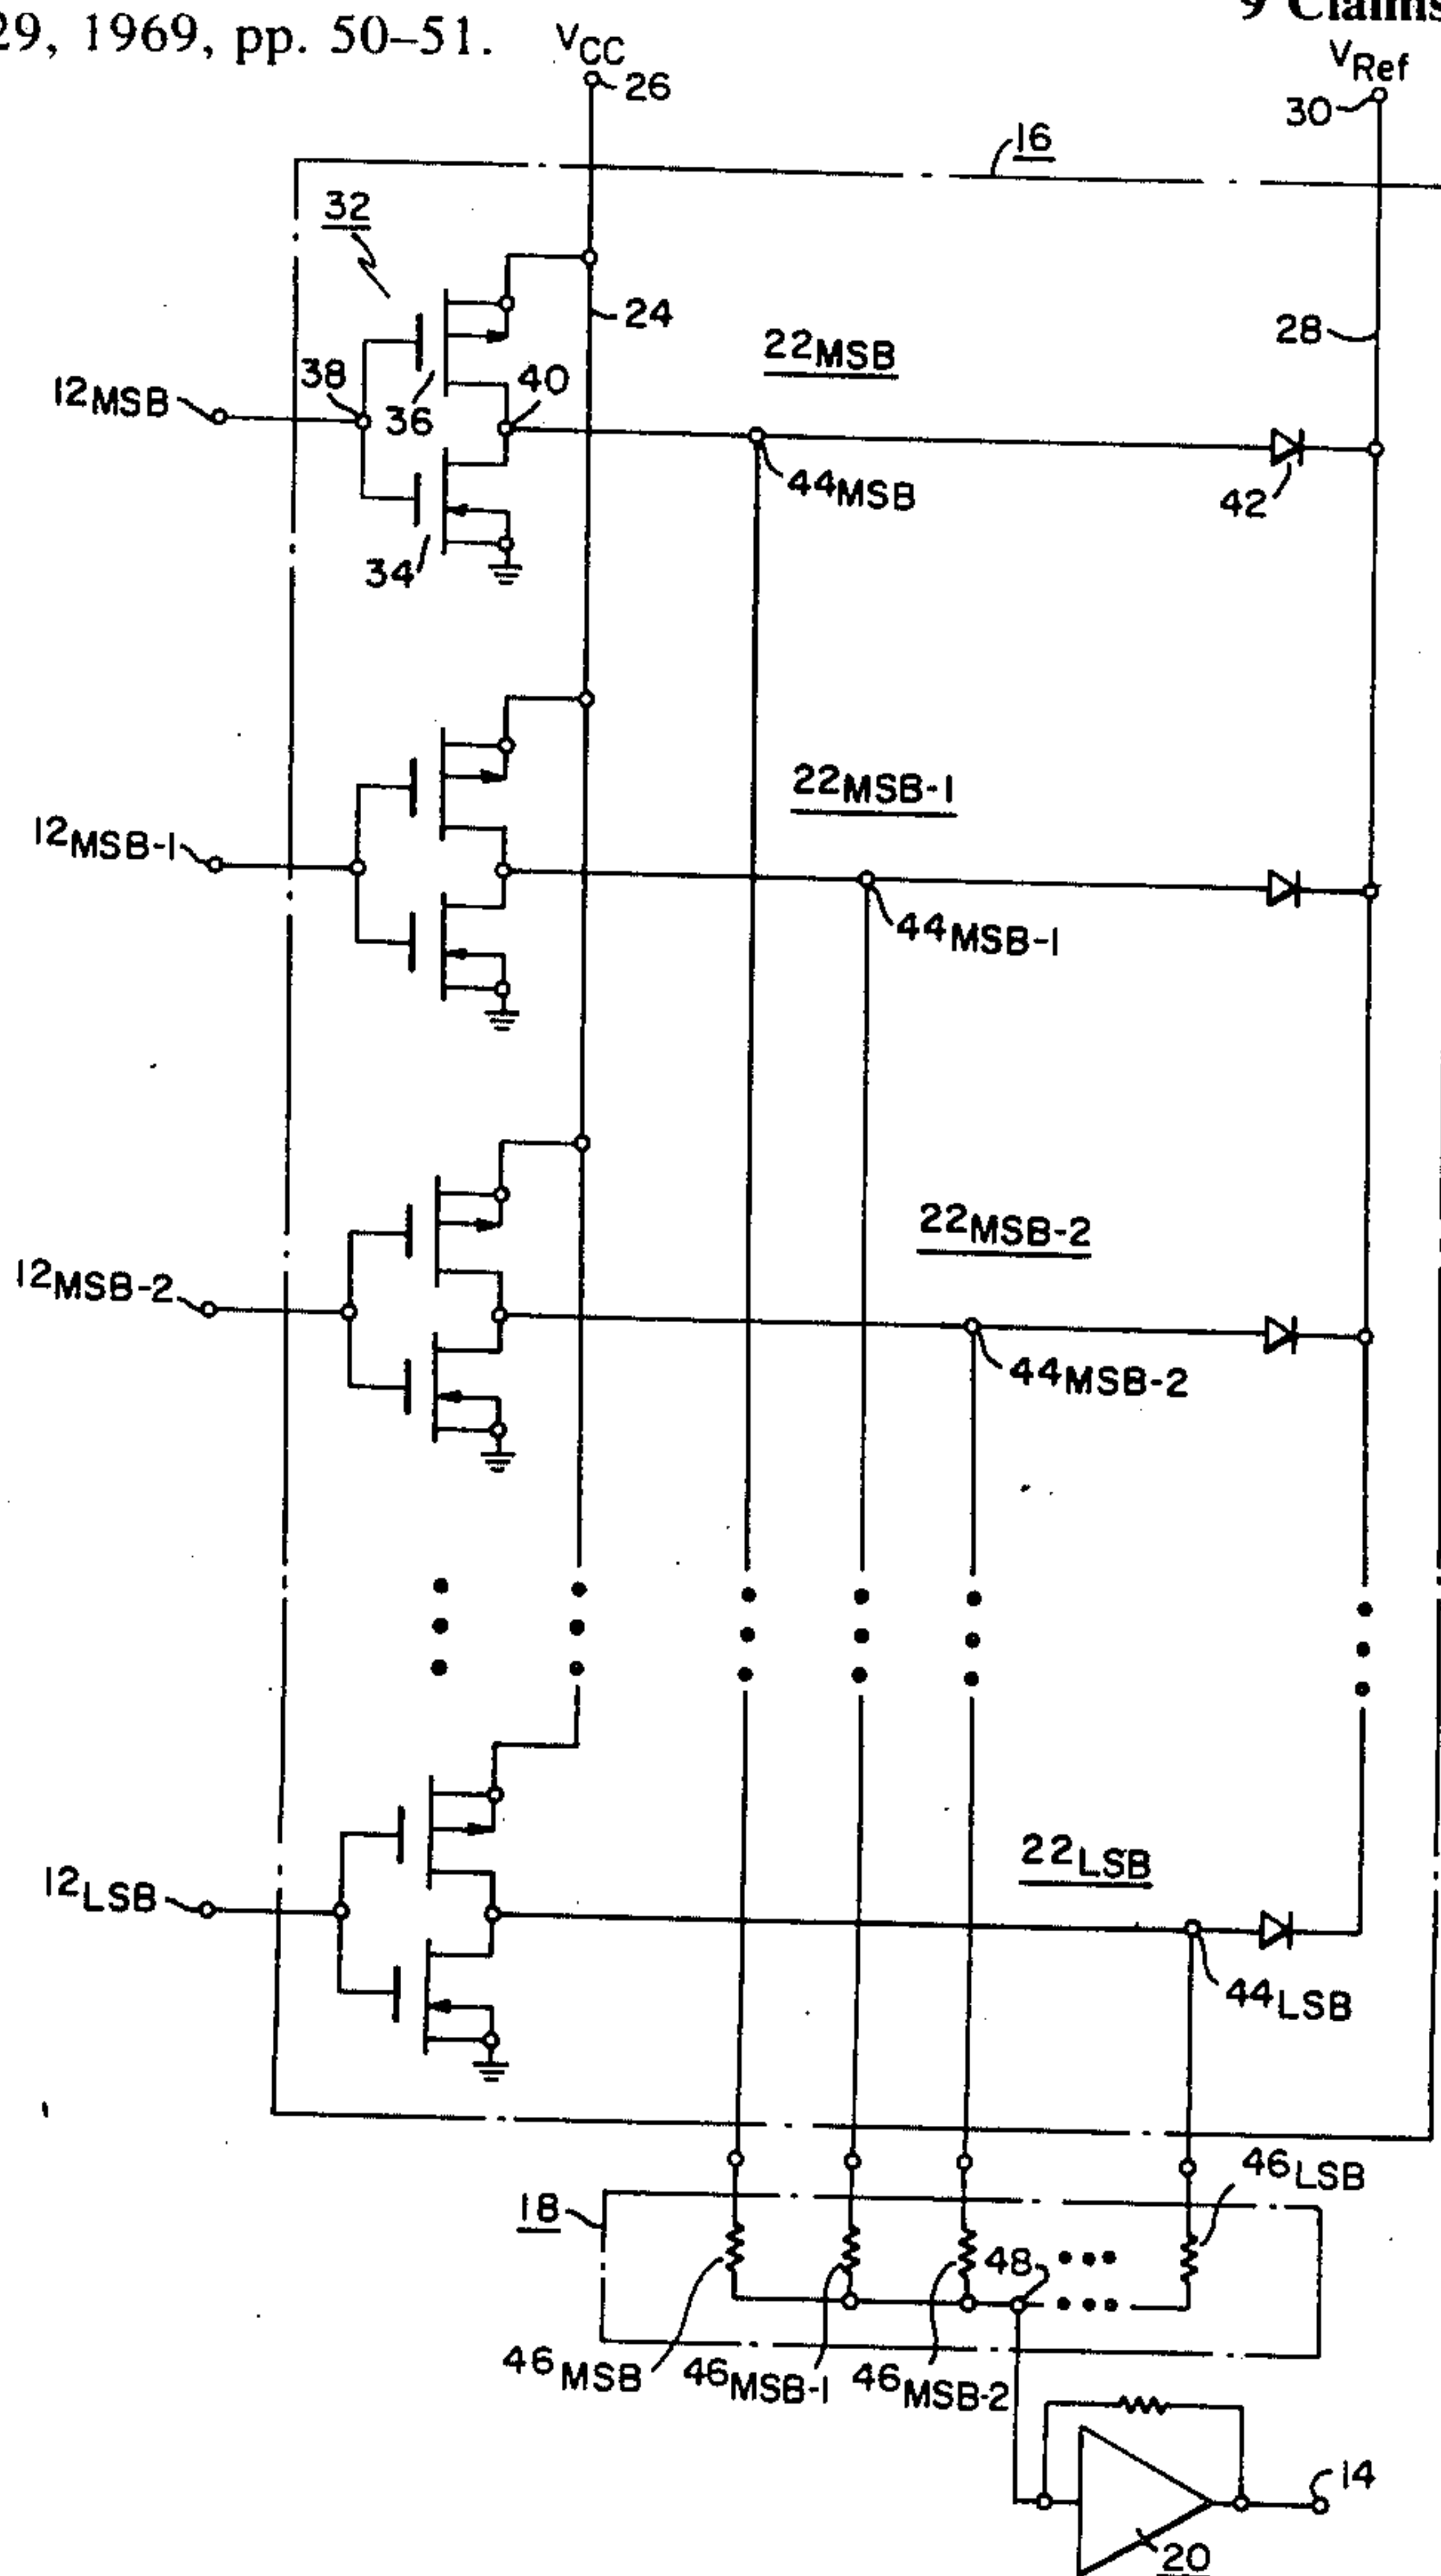 29, 1969, pp. 50–51.
9 Claims
VCC
VRef
26
30
16
32
24
28
22MSB
38
40
12MSB
36
44MSB
42
34
22MSB-1
12MSB-1
44MSB-1
22MSB-2
12MSB-2
44MSB-2
22LSB
12LSB
44LSB
46LSB
18
48
46MSB
46MSB-1
46MSB-2
14
20